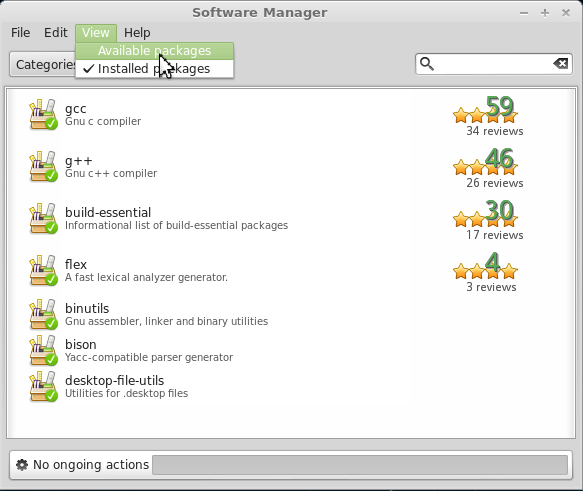 Software Manager
File Edit View Help
Available packages
Installed packages
Categories
gcc
Gnu c compiler
59
34 reviews
g++
Gnu c++ compiler
46
26 reviews
build-essential
Informational list of build-essential packages
30
17 reviews
flex
A fast lexical analyzer generator.
4
3 reviews
binutils
Gnu assembler, linker and binary utilities
bison
Yacc-compatible parser generator
desktop-file-utils
Utilities for .desktop files
No ongoing actions